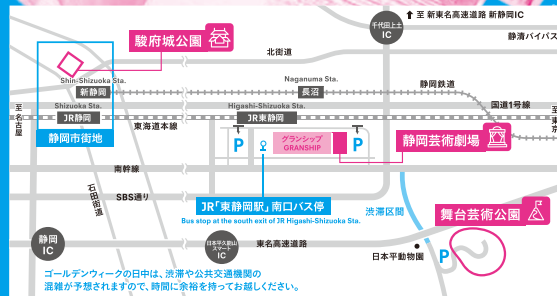 至 新東名高速道路 新静岡IC
千代田上土
IC
静清バイパス
駿府城公園
北街道
Shin-Shizuoka Sta.
新静岡
Naganuma Sta.
長沼
静岡鉄道
至名古屋
Shizuoka Sta.
JR静岡
Higashi-Shizuoka Sta.
JR東静岡
国道1号線
東海道本線
静岡市街地
P
グランシップ
GRANSHIP
P
静岡芸術劇場
至東京
南幹線
石田街道
SBS通り
JR「東静岡駅」南口バス停
Bus stop at the south exit of JR Higashi-Shizuoka Sta.
渋滞区間
舞台芸術公園
静岡
IC
日本平久能山
スマート
IC
東名高速道路
日本平動物園
P
ゴールデンウィークの日中は、渋滞や公共交通機関の
混雑が予想されますので、時間に余裕を持ってお越しください。